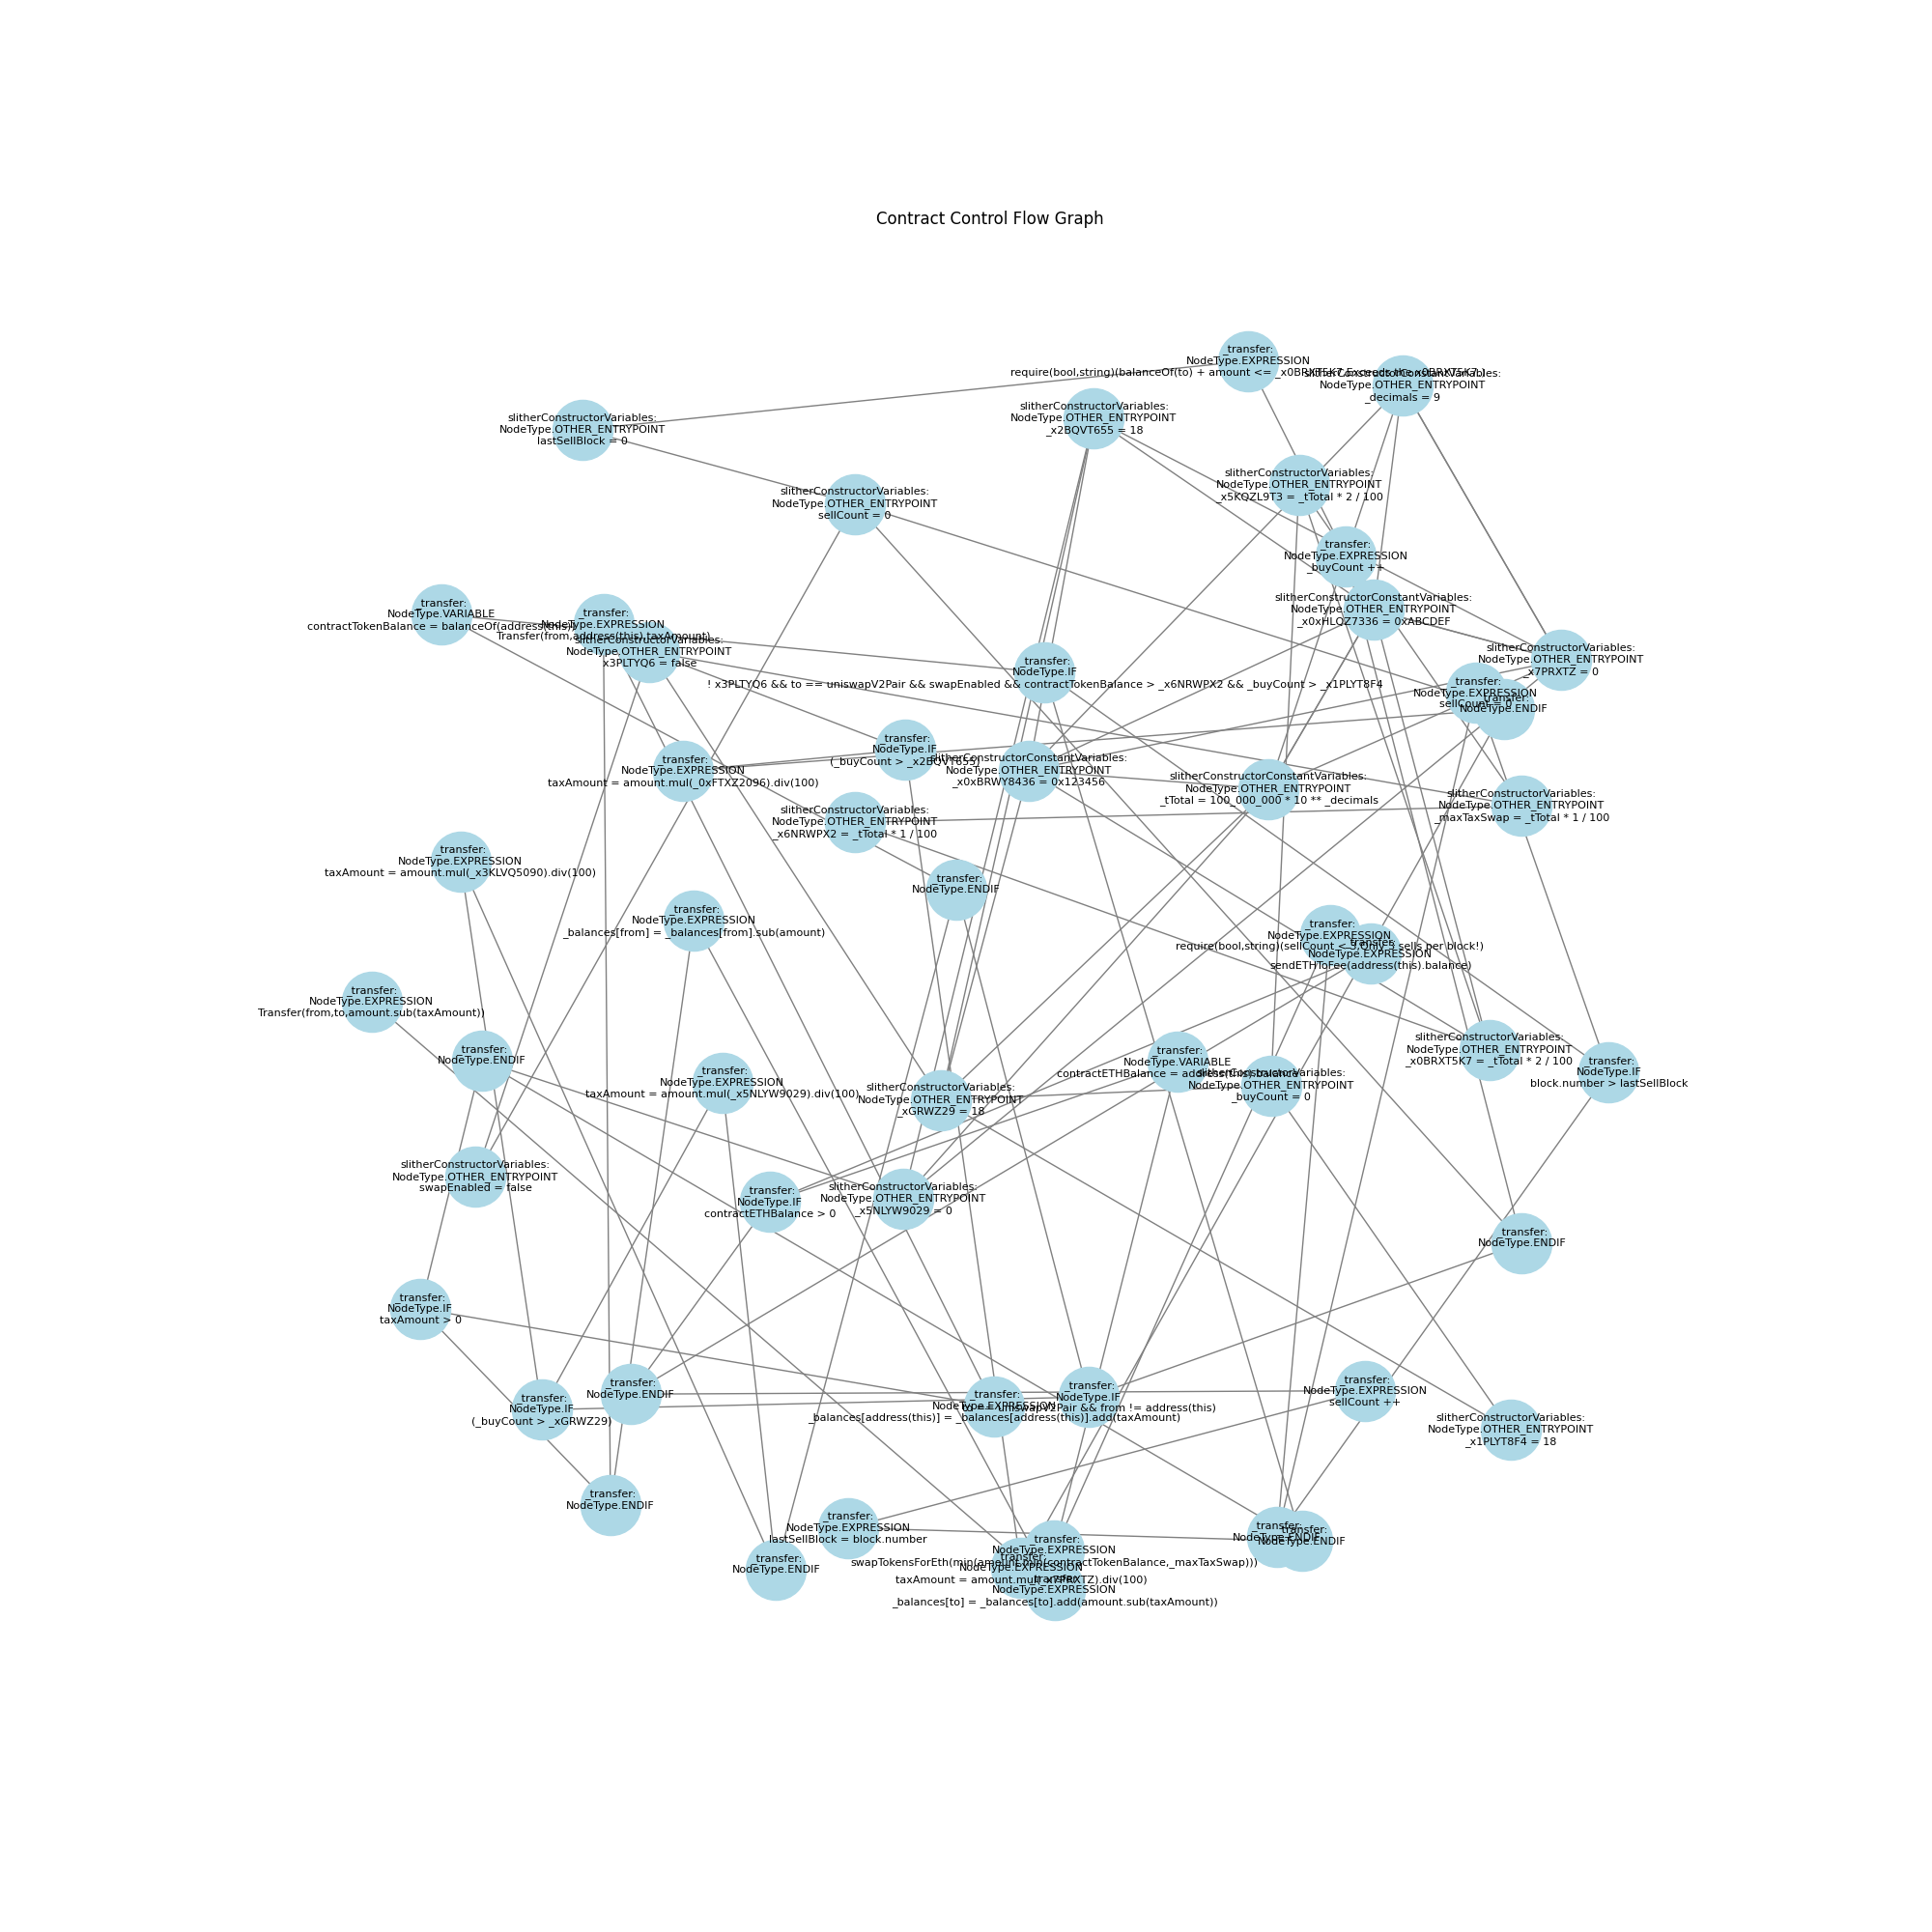 Contract Control Flow Graph
_transfer:
NodeType.EXPRESSION
require(bool,string)(balanceOf(to) + amount <= _x0BRXT5K7,Exceeds the x0BRXT5K7.)
slitherConstructorConstantVariables:
NodeType.OTHER_ENTRYPOINT
_decimals = 9
slitherConstructorVariables:
NodeType.OTHER_ENTRYPOINT
_x2BQVT655 = 18
slitherConstructorVariables:
NodeType.OTHER_ENTRYPOINT
lastSellBlock = 0
slitherConstructorVariables:
NodeType.OTHER_ENTRYPOINT
_x5KQZL9T3 = _tTotal * 2 / 100
slitherConstructorVariables:
NodeType.OTHER_ENTRYPOINT
sellCount = 0
_transfer:
NodeType.EXPRESSION
_buyCount ++
slitherConstructorConstantVariables:
NodeType.OTHER_ENTRYPOINT
_x0xHLQZ7336 = 0xABCDEF
_transfer:
NodeType.VARIABLE
contractTokenBalance = balanceOf(address(this))
_transfer:
NodeType.EXPRESSION
Transfer(from,address(this),taxAmount)
slitherConstructorVariables:
NodeType.OTHER_ENTRYPOINT
x3PLTYQ6 = false
slitherConstructorVariables:
NodeType.OTHER_ENTRYPOINT
_x7PRXTZ = 0
_transfer:
NodeType.IF
! x3PLTYQ6 && to == uniswapV2Pair && swapEnabled && contractTokenBalance > _x6NRWPX2 && _buyCount > _x1PLYT8F4
_transfer:
NodeType.EXPRESSION
sellCount = 0
_transfer:
NodeType.ENDIF
_transfer:
NodeType.IF
(_buyCount > _x2BQVT655)
_transfer:
NodeType.EXPRESSION
taxAmount = amount.mul(_0xFTXZ2096).div(100)
slitherConstructorConstantVariables:
NodeType.OTHER_ENTRYPOINT
_x0xBRWY8436 = 0x123456
slitherConstructorConstantVariables:
NodeType.OTHER_ENTRYPOINT
_tTotal = 100_000_000 * 10 ** _decimals
slitherConstructorVariables:
NodeType.OTHER_ENTRYPOINT
_maxTaxSwap = _tTotal * 1 / 100
slitherConstructorVariables:
NodeType.OTHER_ENTRYPOINT
_x6NRWPX2 = _tTotal * 1 / 100
_transfer:
NodeType.EXPRESSION
taxAmount = amount.mul(_x3KLVQ5090).div(100)
_transfer:
NodeType.ENDIF
_transfer:
NodeType.EXPRESSION
_balances[from] = _balances[from].sub(amount)
_transfer:
NodeType.EXPRESSION
require(bool,string)(sellCount < 3,Only 3 sells per block!)
_transfer:
NodeType.EXPRESSION
sendETHToFee(address(this).balance)
_transfer:
NodeType.EXPRESSION
Transfer(from,to,amount.sub(taxAmount))
_transfer:
NodeType.ENDIF
_transfer:
NodeType.EXPRESSION
taxAmount = amount.mul(_x5NLYW9029).div(100)
_transfer:
NodeType.VARIABLE
contractETHBalance = address(this).balance
slitherConstructorVariables:
NodeType.OTHER_ENTRYPOINT
_x0BRXT5K7 = _tTotal * 2 / 100
_transfer:
NodeType.IF
block.number > lastSellBlock
slitherConstructorVariables:
NodeType.OTHER_ENTRYPOINT
_buyCount = 0
slitherConstructorVariables:
NodeType.OTHER_ENTRYPOINT
_xGRWZ29 = 18
slitherConstructorVariables:
NodeType.OTHER_ENTRYPOINT
swapEnabled = false
_transfer:
NodeType.IF
contractETHBalance > 0
slitherConstructorVariables:
NodeType.OTHER_ENTRYPOINT
_x5NLYW9029 = 0
_transfer:
NodeType.ENDIF
_transfer:
NodeType.IF
taxAmount > 0
_transfer:
NodeType.ENDIF
_transfer:
NodeType.IF
(_buyCount > _xGRWZ29)
_transfer:
NodeType.EXPRESSION
_balances[address(this)] = _balances[address(this)].add(taxAmount)
_transfer:
NodeType.IF
to == uniswapV2Pair && from != address(this)
_transfer:
NodeType.EXPRESSION
sellCount ++
slitherConstructorVariables:
NodeType.OTHER_ENTRYPOINT
_x1PLYT8F4 = 18
_transfer:
NodeType.ENDIF
_transfer:
NodeType.EXPRESSION
lastSellBlock = block.number
_transfer:
NodeType.ENDIF
_transfer:
NodeType.ENDIF
_transfer:
NodeType.ENDIF
_transfer:
NodeType.EXPRESSION
swapTokensForEth(min(amount,min(contractTokenBalance,_maxTaxSwap)))
_transfer:
NodeType.EXPRESSION
taxAmount = amount.mul(_x7PRXTZ).div(100)
_transfer:
NodeType.EXPRESSION
_balances[to] = _balances[to].add(amount.sub(taxAmount))